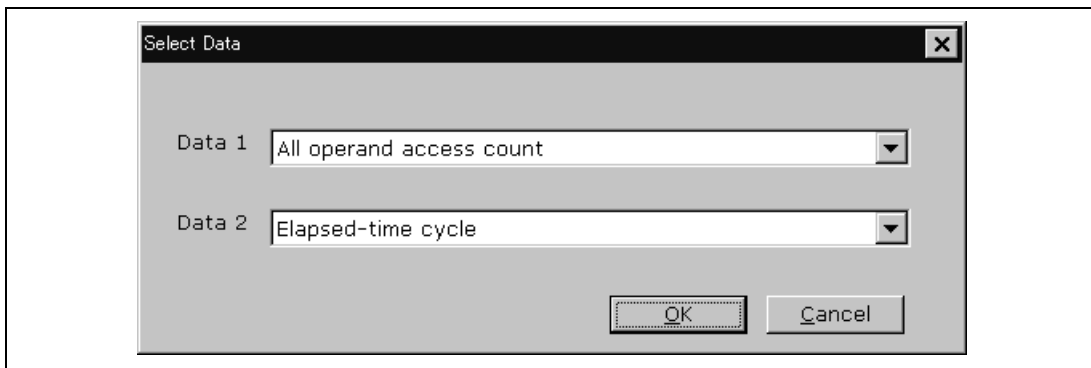 Select Data
Data 1 All operand access count
Data 2 Elapsed-time cycle
OK Cancel